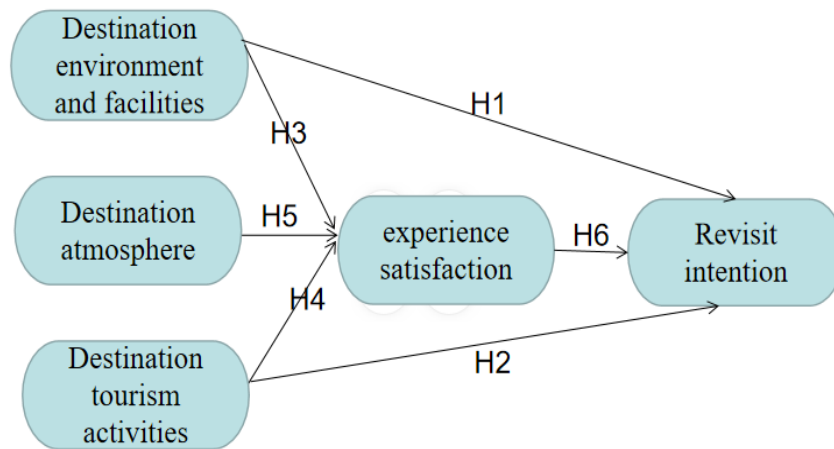 Destination
environment
and facilities
H1
H3
Destination
atmosphere
H5
experience
satisfaction
H6
Revisit
intention
H4
Destination
tourism
activities
H2